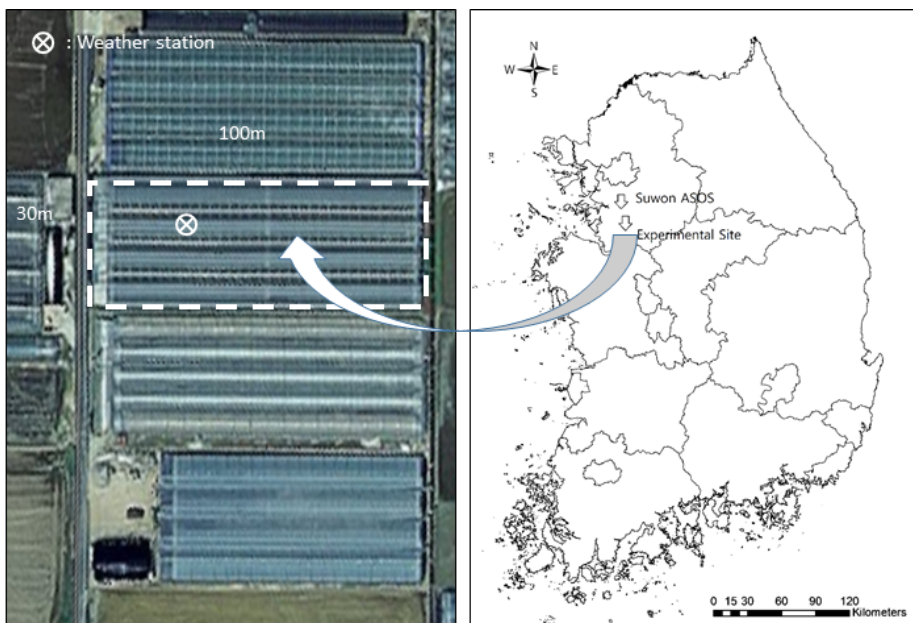 ⊗ : Weather station
100m
30m
N
W E
S
Suwon ASOS
Experimental Site
0 15 30 60 90 120
Kilometers